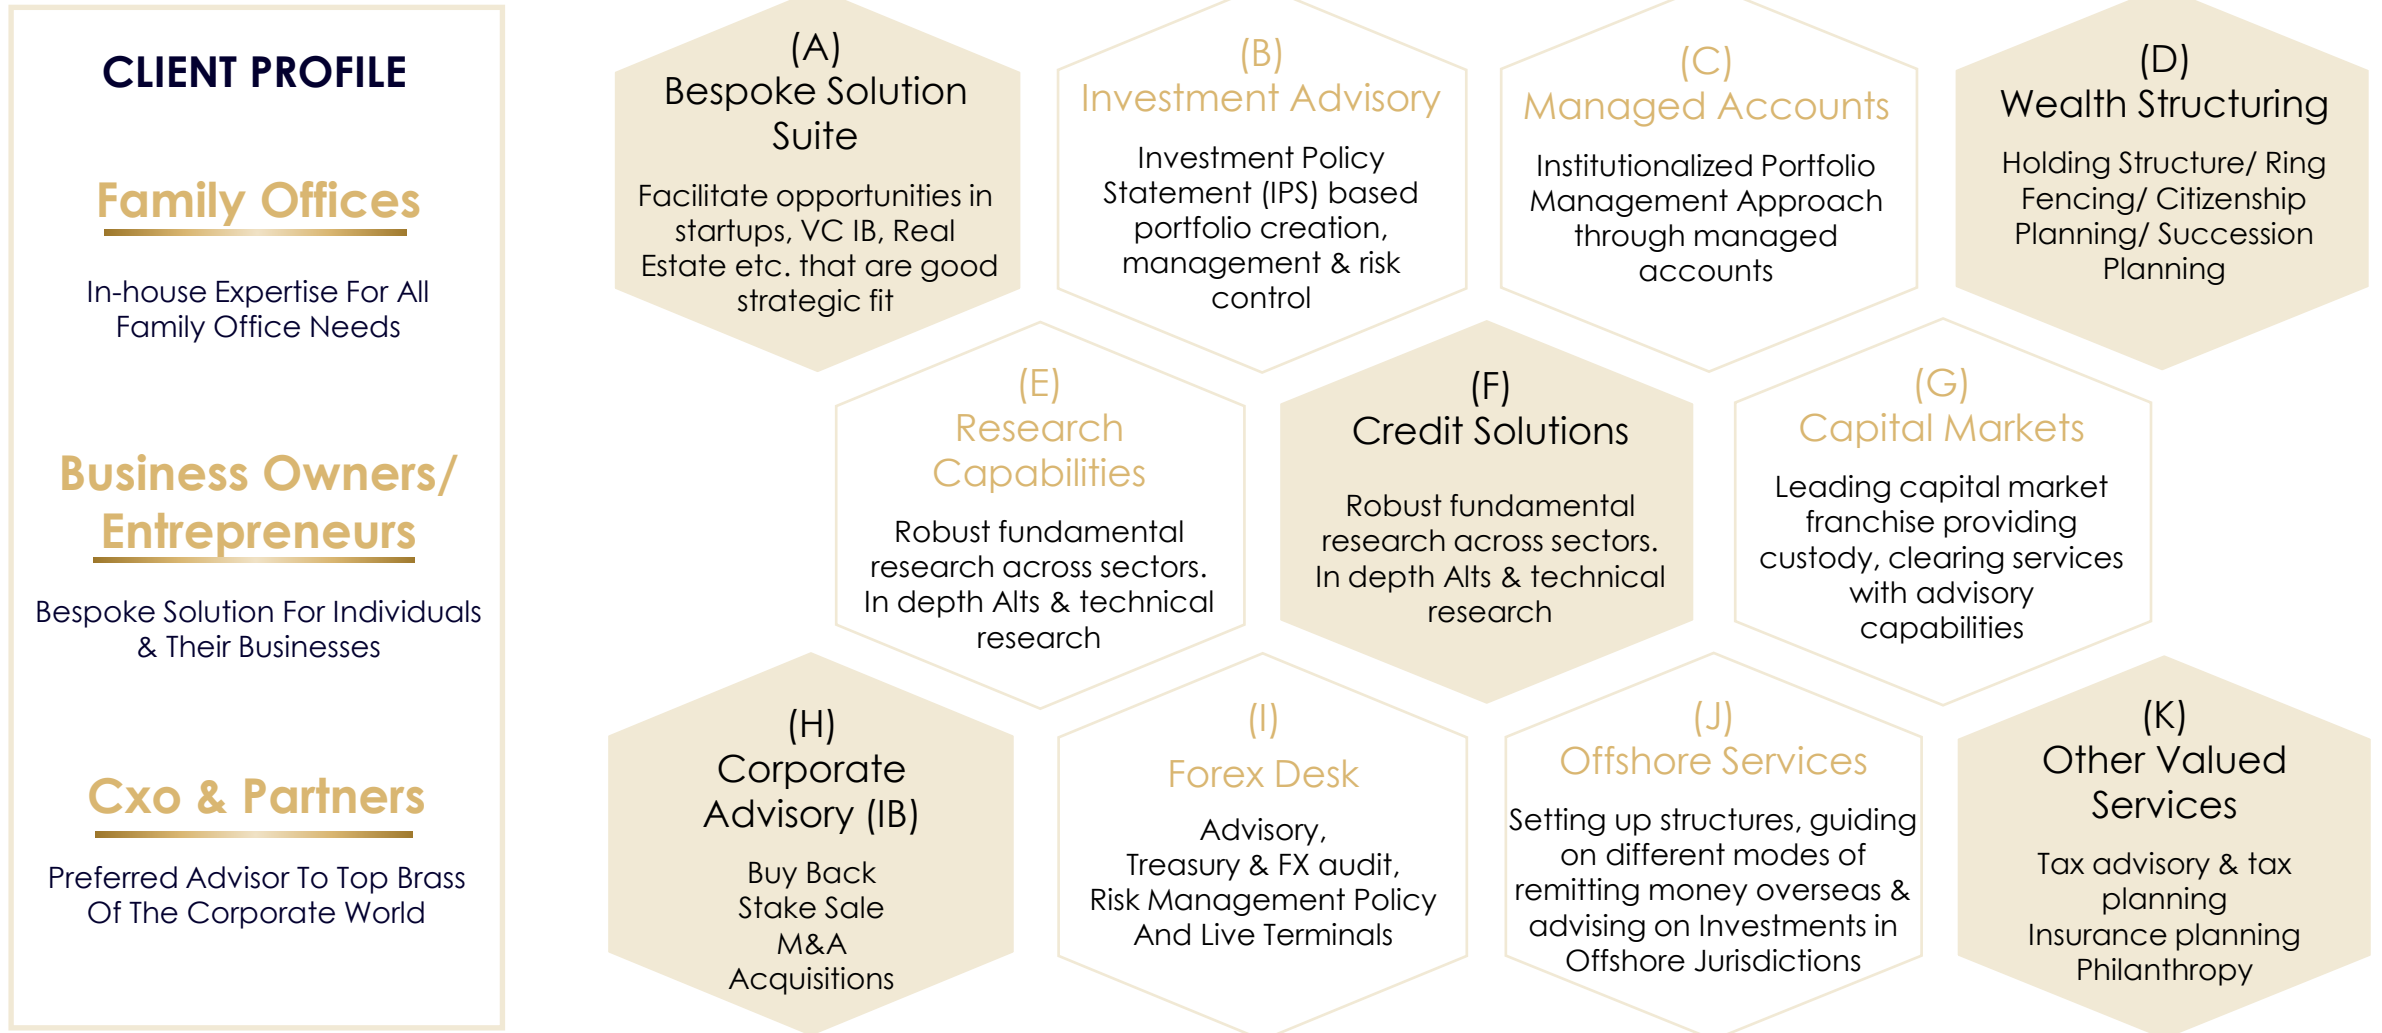 CLIENT PROFILE
Family Offices
In-house Expertise For All
Family Office Needs
Business Owners/
Entrepreneurs
Bespoke Solution For Individuals
& Their Businesses
Cxo & Partners
Preferred Advisor To Top Brass
Of The Corporate World
(A)
Bespoke Solution
Suite
Facilitate opportunities in
startups, VC IB, Real
Estate etc. that are good
strategic fit
(B)
Investment Advisory
Investment Policy
Statement (IPS) based
portfolio creation,
management & risk
control
(C)
Managed Accounts
Institutionalized Portfolio
Management Approach
through managed
accounts
(D)
Wealth Structuring
Holding Structure/ Ring
Fencing/ Citizenship
Planning/ Succession
Planning
(E)
Research
Capabilities
Robust fundamental
research across sectors.
In depth Alts & technical
research
(F)
Credit Solutions
Robust fundamental
research across sectors.
In depth Alts & technical
research
(G)
Capital Markets
Leading capital market
franchise providing
custody, clearing services
with advisory
capabilities
(H)
Corporate
Advisory (IB)
Buy Back
Stake Sale
M&A
Acquisitions
(I)
Forex Desk
Advisory,
Treasury & FX audit,
Risk Management Policy
And Live Terminals
(J)
Offshore Services
Setting up structures, guiding
on different modes of
remitting money overseas &
advising on Investments in
Offshore Jurisdictions
(K)
Other Valued
Services
Tax advisory & tax
planning
Insurance planning
Philanthropy